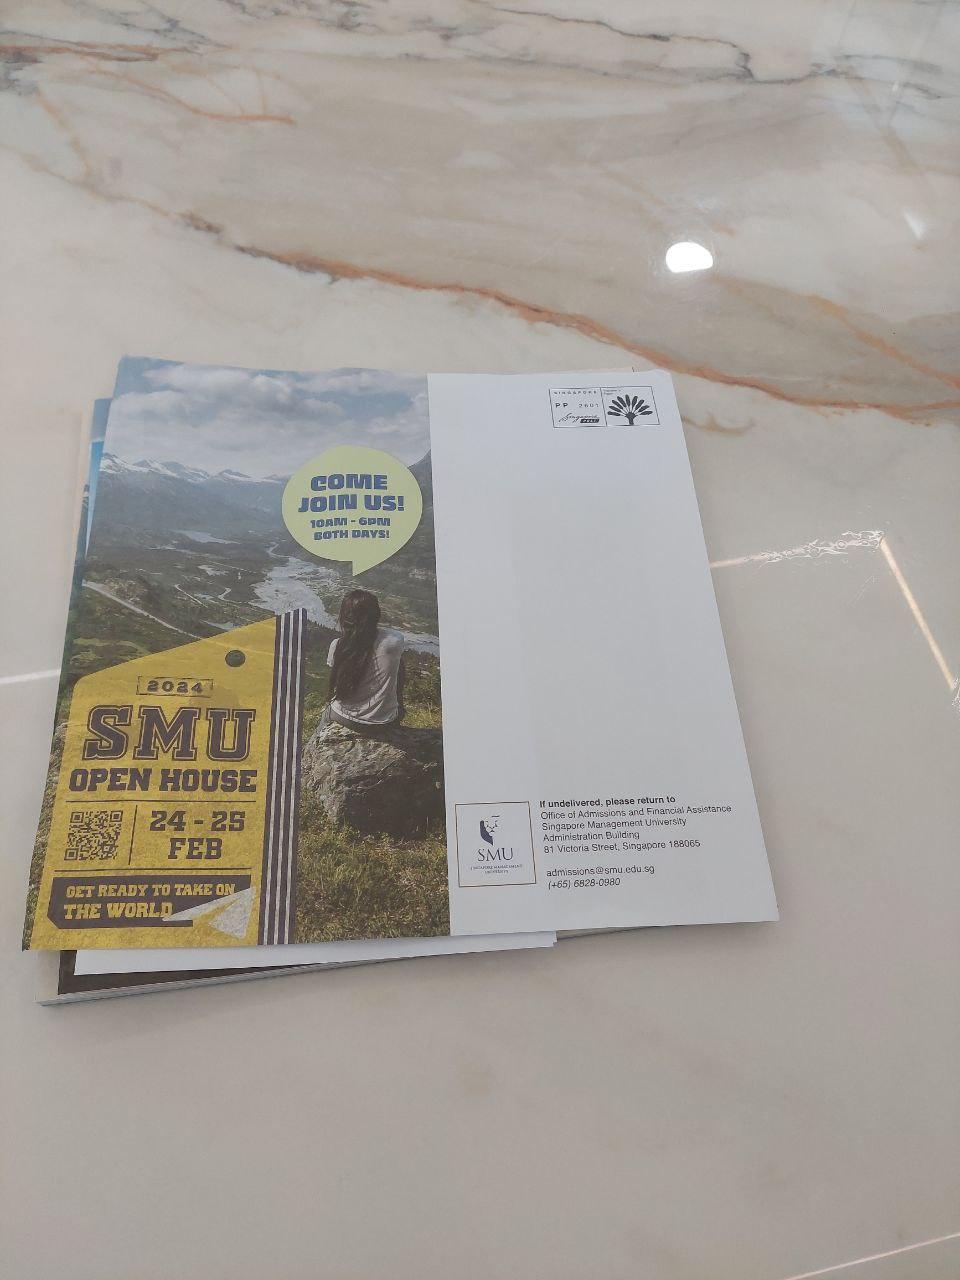 COME
JOIN US!
10AM - 6PM
BOTH DAYS!
2024
SMU
OPEN HOUSE
24 - 25
FEB
GET READY TO TAKE ON
THE WORLD
SINGAPORE
PP 2601
Singapore
POST
SMU
SINGAPORE MANAGEMENT
UNIVERSITY
If undelivered, please return to
Office of Admissions and Financial Assistance
Singapore Management University
Administration Building
81 Victoria Street, Singapore 188065
admissions@smu.edu.sg
(+65) 6828-0980